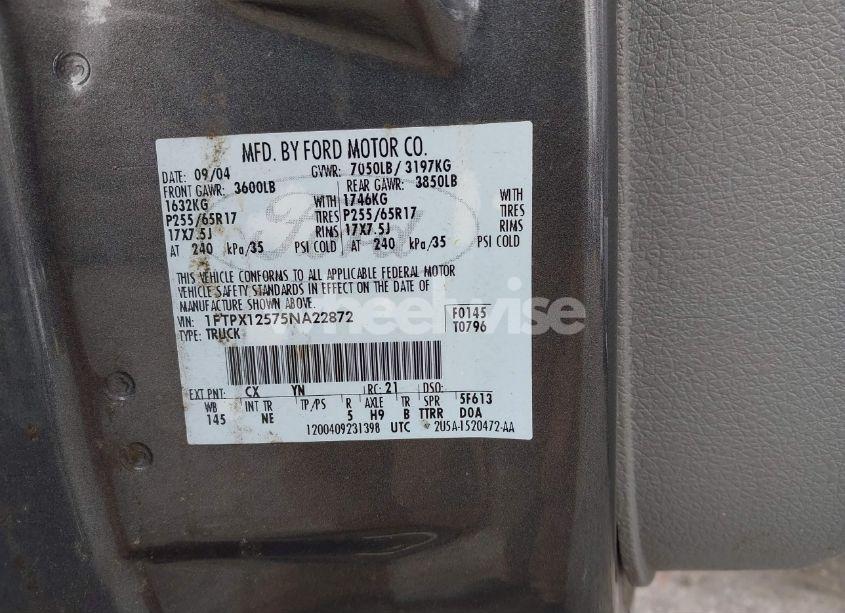 MFD. BY FORD MOTOR CO.
DATE: 09/04 GVWR: 7050LB/ 3197KG
FRONT GAWR: 3600LB REAR GAWR: 3850LB
1632KG WITH 1746KG WITH
P255/65R17 TIRES P255/65R17 TIRES
17X7.5J RIMS 17X7.5J RIMS
AT 240 kPa/35 PSI COLD AT 240 kPa/35 PSI COLD
Ford
THIS VEHICLE CONFORMS TO ALL APPLICABLE FEDERAL MOTOR
VEHICLE SAFETY STANDARDS IN EFFECT ON THE DATE OF
MANUFACTURE SHOWN ABOVE.
VIN: 1FTPX12575NA22872 F0145
TYPE: TRUCK T0796
wheelwise
EXT PNT: CX YN RC: 21 DSO:
WB INT TR TP/PS R AXLE TR SPR 5F613
145 NE 5 H9 B TTRR D0A
1200409231398 UTC 2U5A-1520472-AA